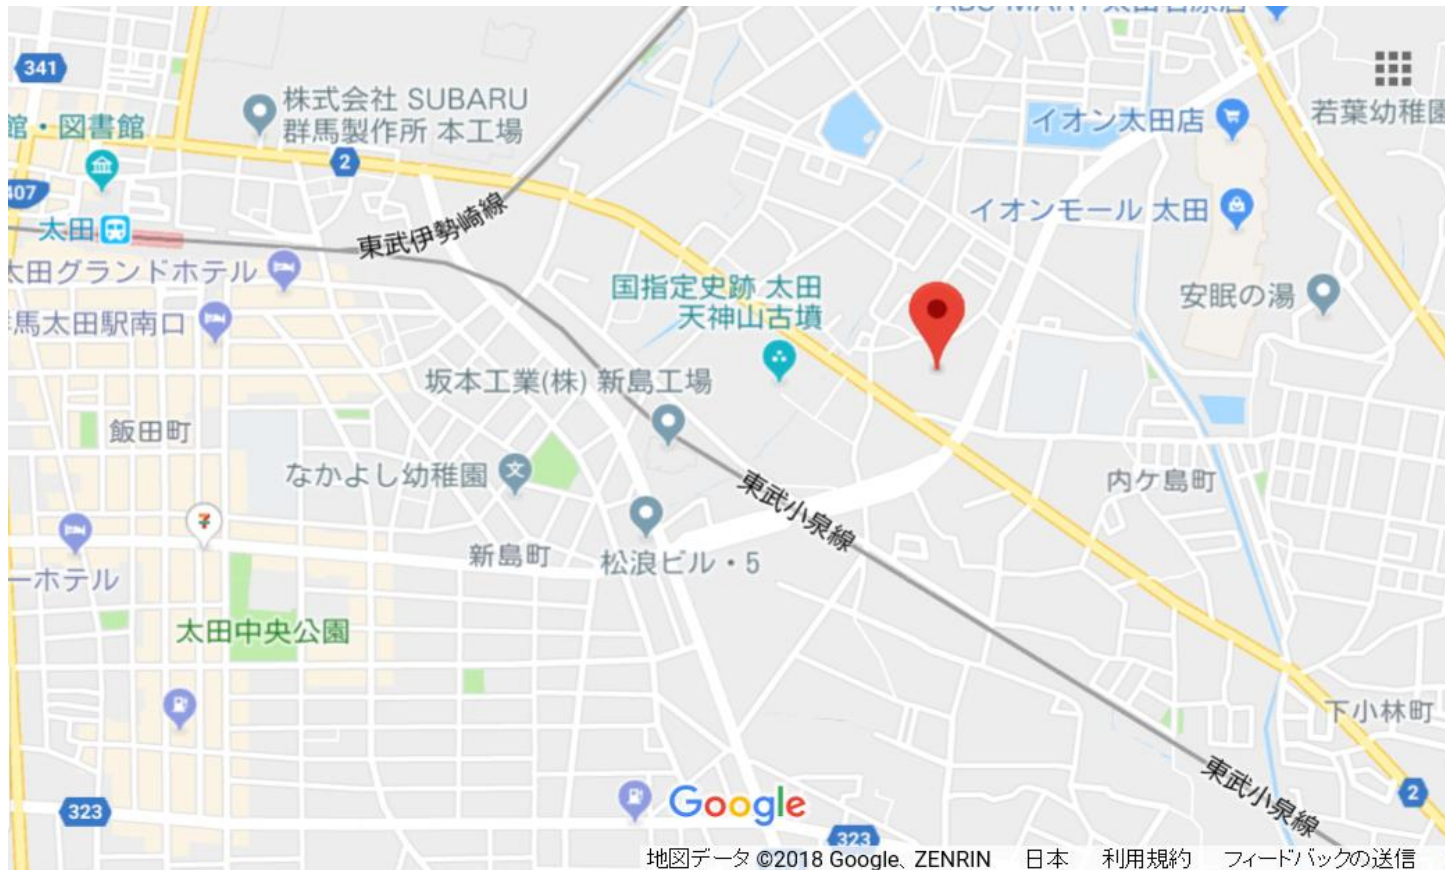 341
株式会社 SUBARU
群馬製作所 本工場
館・図書館
2
407
太田
東武伊勢崎線
太田グランドホテル
馬太田駅南口
イオン太田店
若葉幼稚園
イオンモール 太田
国指定史跡 太田
天神山古墳
安眠の湯
坂本工業(株) 新島工場
飯田町
なかよし幼稚園
内ケ島町
東武小泉線
新島町
松浪ビル・5
ーホテル
太田中央公園
下小林町
東武小泉線
2
323
Google
323
地図データ ©2018 Google、ZENRIN 日本 利用規約 フィードバックの送信